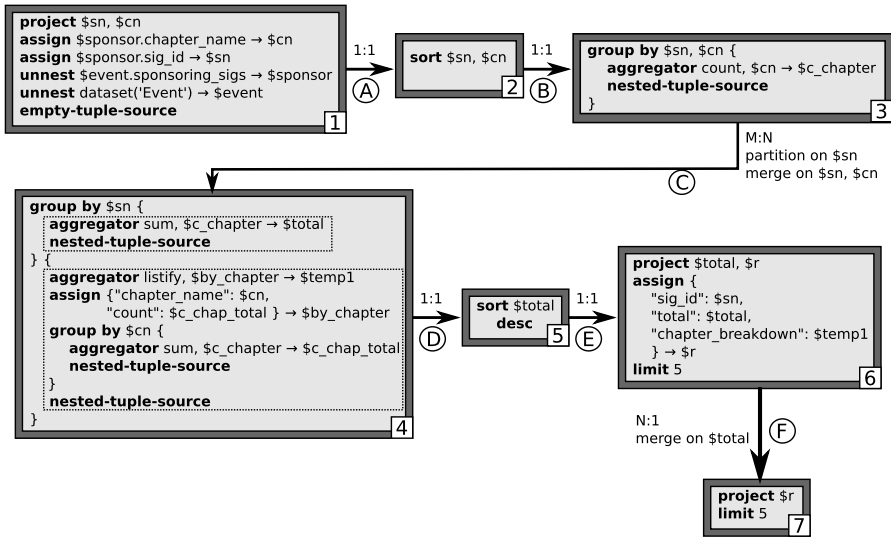 project $sn, $cn
assign $sponsor.chapter_name → $cn
assign $sponsor.sig_id → $sn
unnest $event.sponsoring_sigs → $sponsor
unnest dataset('Event') → $event
empty-tuple-source
1
1:1
A
sort $sn, $cn
2
1:1
B
group by $sn, $cn {
aggregator count, $cn → $c_chapter
nested-tuple-source
}
3
M:N
partition on $sn
merge on $sn, $cn
C
group by $sn {
aggregator sum, $c_chapter → $total
nested-tuple-source
} {
aggregator listify, $by_chapter → $temp1
assign {"chapter_name": $cn,
"count": $c_chap_total } → $by_chapter
group by $cn {
aggregator sum, $c_chapter → $c_chap_total
nested-tuple-source
}
nested-tuple-source
}
4
1:1
D
sort $total
desc
5
1:1
E
project $total, $r
assign {
"sig_id": $sn,
"total": $total,
"chapter_breakdown": $temp1
} → $r
limit 5
6
N:1
merge on $total
F
project $r
limit 5
7